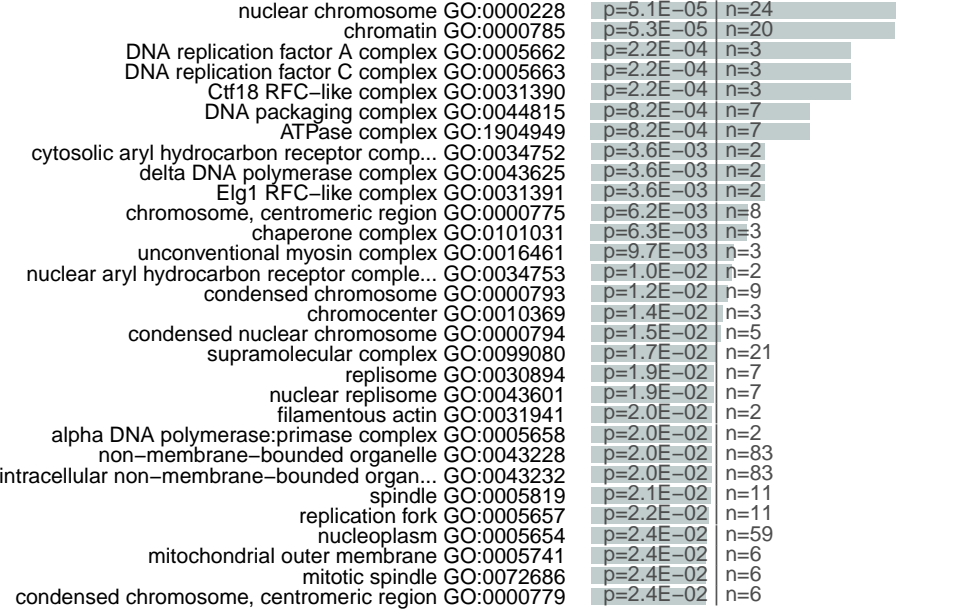 nuclear chromosome GO:0000228 p=5.1E−05 n=24
chromatin GO:0000785 p=5.3E−05 n=20
DNA replication factor A complex GO:0005662 p=2.2E−04 n=3
DNA replication factor C complex GO:0005663 p=2.2E−04 n=3
Ctf18 RFC−like complex GO:0031390 p=2.2E−04 n=3
DNA packaging complex GO:0044815 p=8.2E−04 n=7
ATPase complex GO:1904949 p=8.2E−04 n=7
cytosolic aryl hydrocarbon receptor comp... GO:0034752 p=3.6E−03 n=2
delta DNA polymerase complex GO:0043625 p=3.6E−03 n=2
Elg1 RFC−like complex GO:0031391 p=3.6E−03 n=2
chromosome, centromeric region GO:0000775 p=6.2E−03 n=8
chaperone complex GO:0101031 p=6.3E−03 n=3
unconventional myosin complex GO:0016461 p=9.7E−03 n=3
nuclear aryl hydrocarbon receptor comple... GO:0034753 p=1.0E−02 n=2
condensed chromosome GO:0000793 p=1.2E−02 n=9
chromocenter GO:0010369 p=1.4E−02 n=3
condensed nuclear chromosome GO:0000794 p=1.5E−02 n=5
supramolecular complex GO:0099080 p=1.7E−02 n=21
replisome GO:0030894 p=1.9E−02 n=7
nuclear replisome GO:0043601 p=1.9E−02 n=7
filamentous actin GO:0031941 p=2.0E−02 n=2
alpha DNA polymerase:primase complex GO:0005658 p=2.0E−02 n=2
non−membrane−bounded organelle GO:0043228 p=2.0E−02 n=83
intracellular non−membrane−bounded organ... GO:0043232 p=2.0E−02 n=83
spindle GO:0005819 p=2.1E−02 n=11
replication fork GO:0005657 p=2.2E−02 n=11
nucleoplasm GO:0005654 p=2.4E−02 n=59
mitochondrial outer membrane GO:0005741 p=2.4E−02 n=6
mitotic spindle GO:0072686 p=2.4E−02 n=6
condensed chromosome, centromeric region GO:0000779 p=2.4E−02 n=6